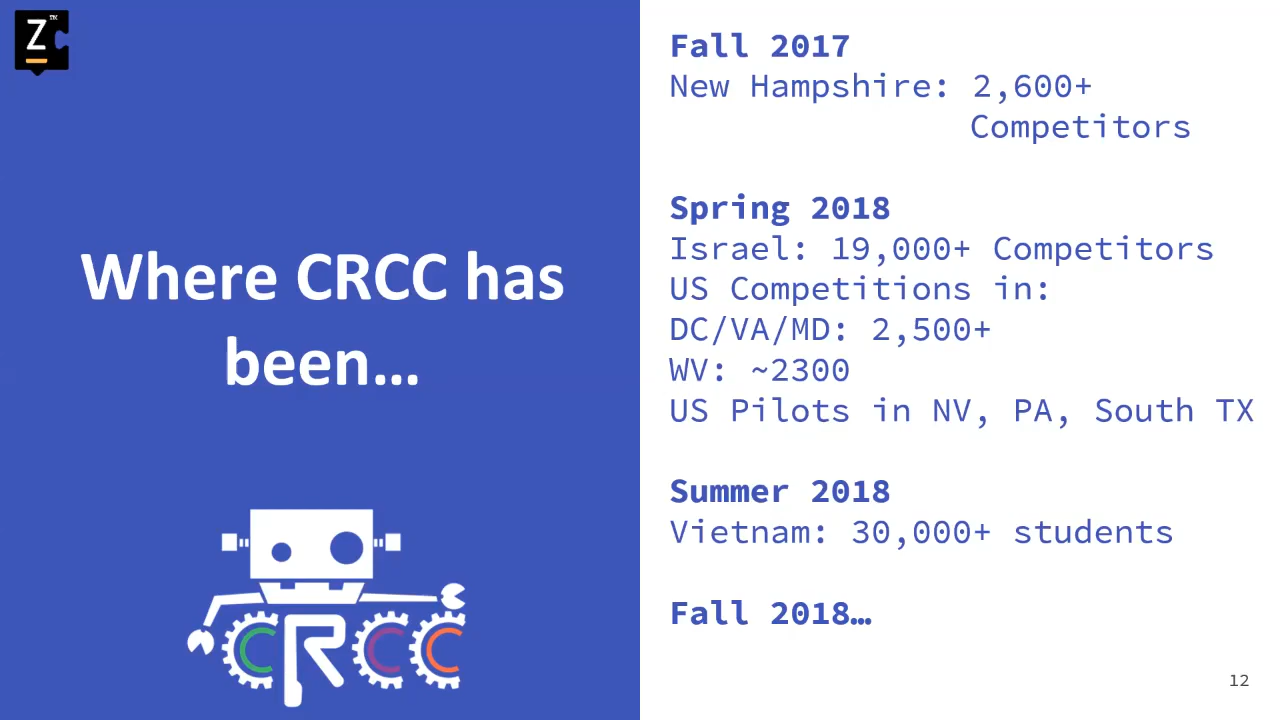 Z™
Where CRCC has
been…
CRCC
Fall 2017
New Hampshire: 2,600+
Competitors
Spring 2018
Israel: 19,000+ Competitors
US Competitions in:
DC/VA/MD: 2,500+
WV: ~2300
US Pilots in NV, PA, South TX
Summer 2018
Vietnam: 30,000+ students
Fall 2018…
12